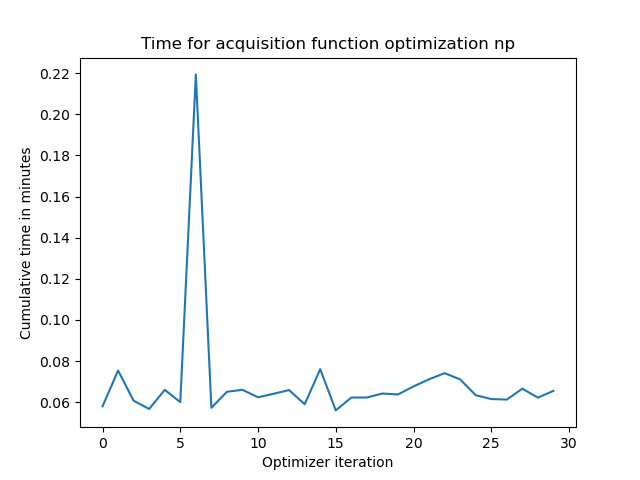 Time for acquisition function optimization np
Cumulative time in minutes
0.22
0.20
0.18
0.16
0.14
0.12
0.10
0.08
0.06
0 5 10 15 20 25 30
Optimizer iteration